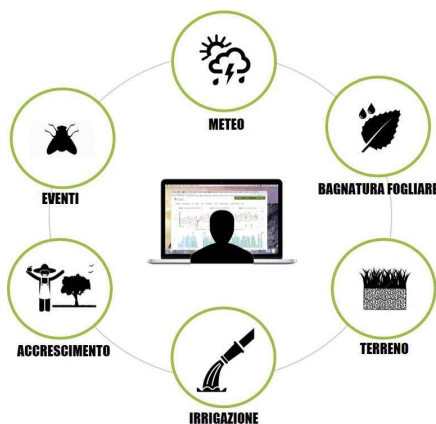 METEO
BAGNATURA FOGLIARE
TERRENO
IRRIGAZIONE
ACCRESCIMENTO
EVENTI